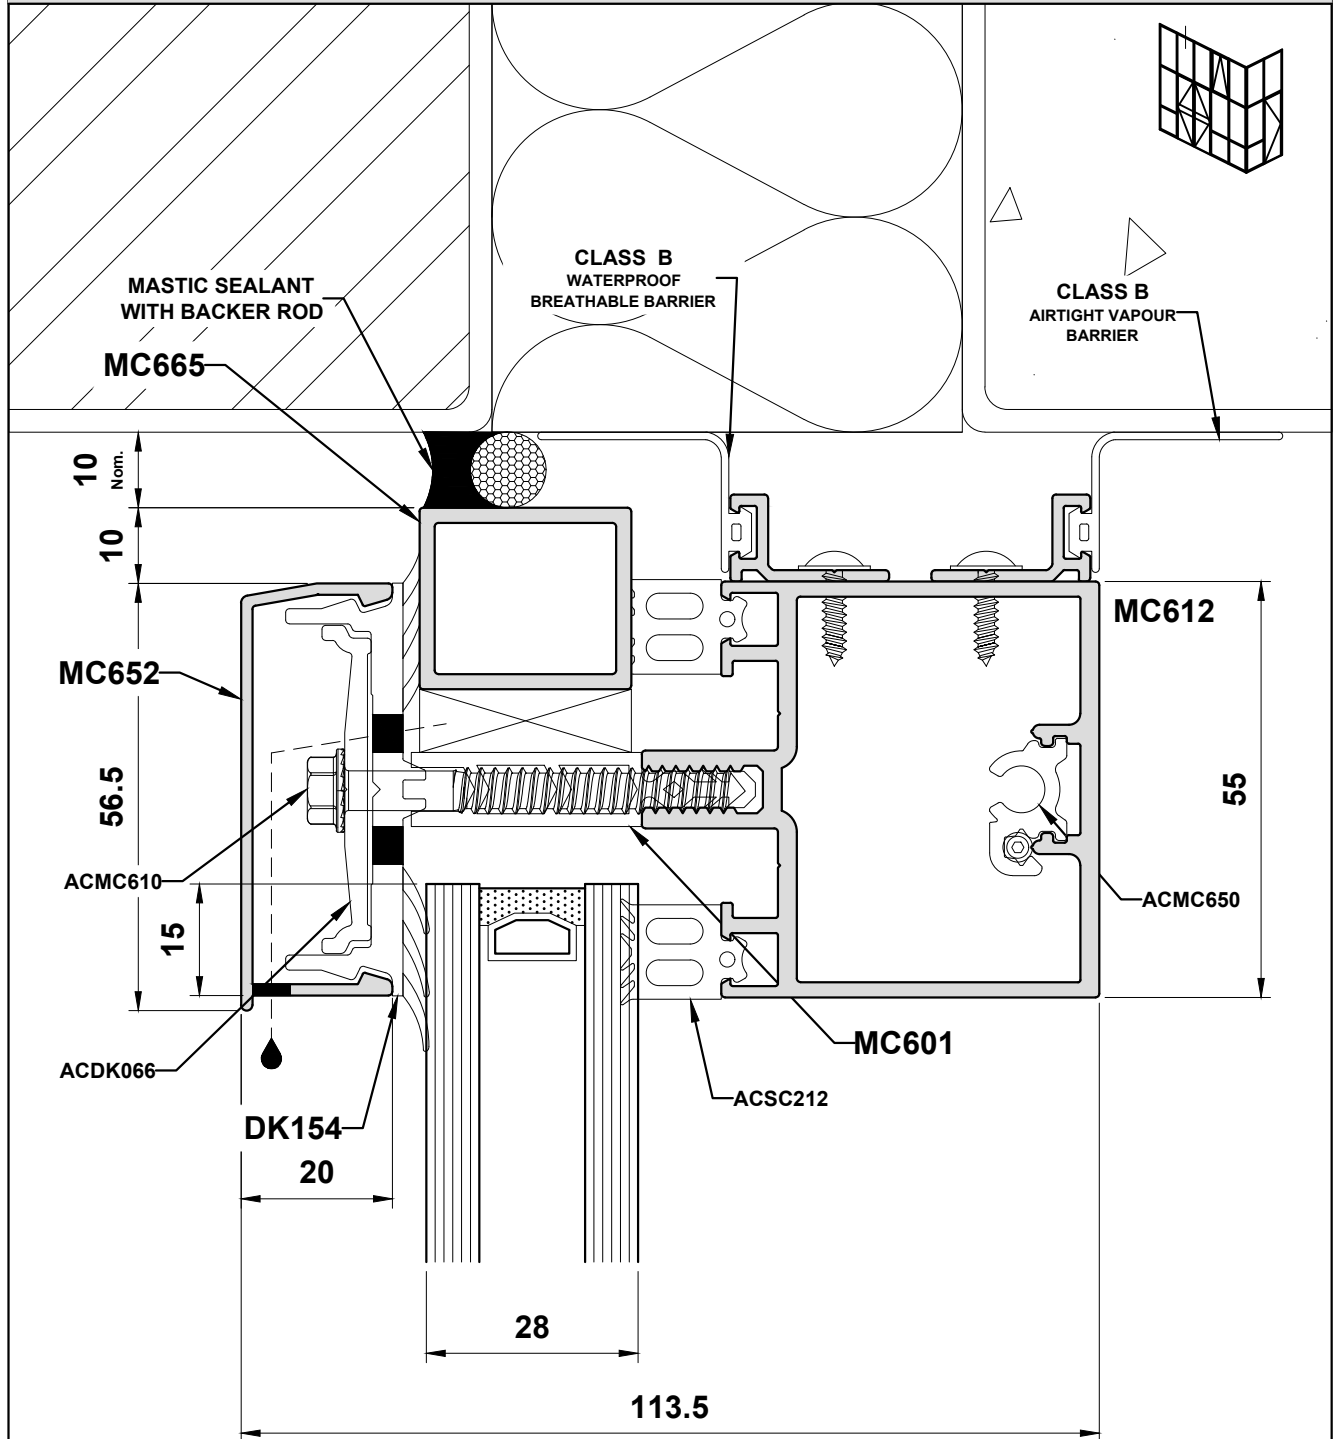 CLASS B
WATERPROOF
BREATHABLE BARRIER
MASTIC SEALANT
WITH BACKER ROD
CLASS B
AIRTIGHT VAPOUR
BARRIER
MC665
10
Nom.
10
MC612
MC652
56.5
55
ACMC610
ACMC650
15
MC601
ACDK066
ACSC212
DK154
20
28
113.5